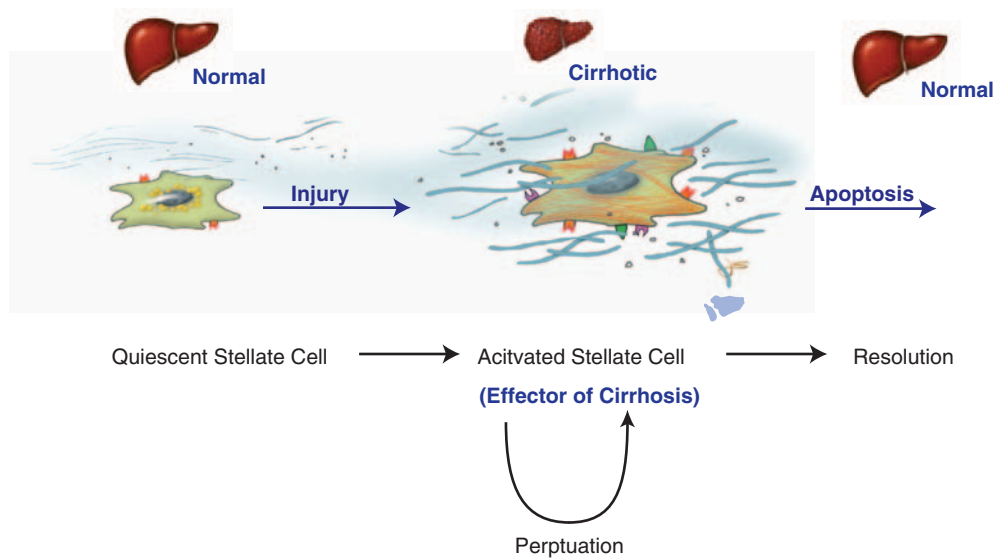 Normal
Cirrhotic
Normal
Injury
Apoptosis
Quiescent Stellate Cell
Acitvated Stellate Cell
Resolution
(Effector of Cirrhosis)
Perptuation